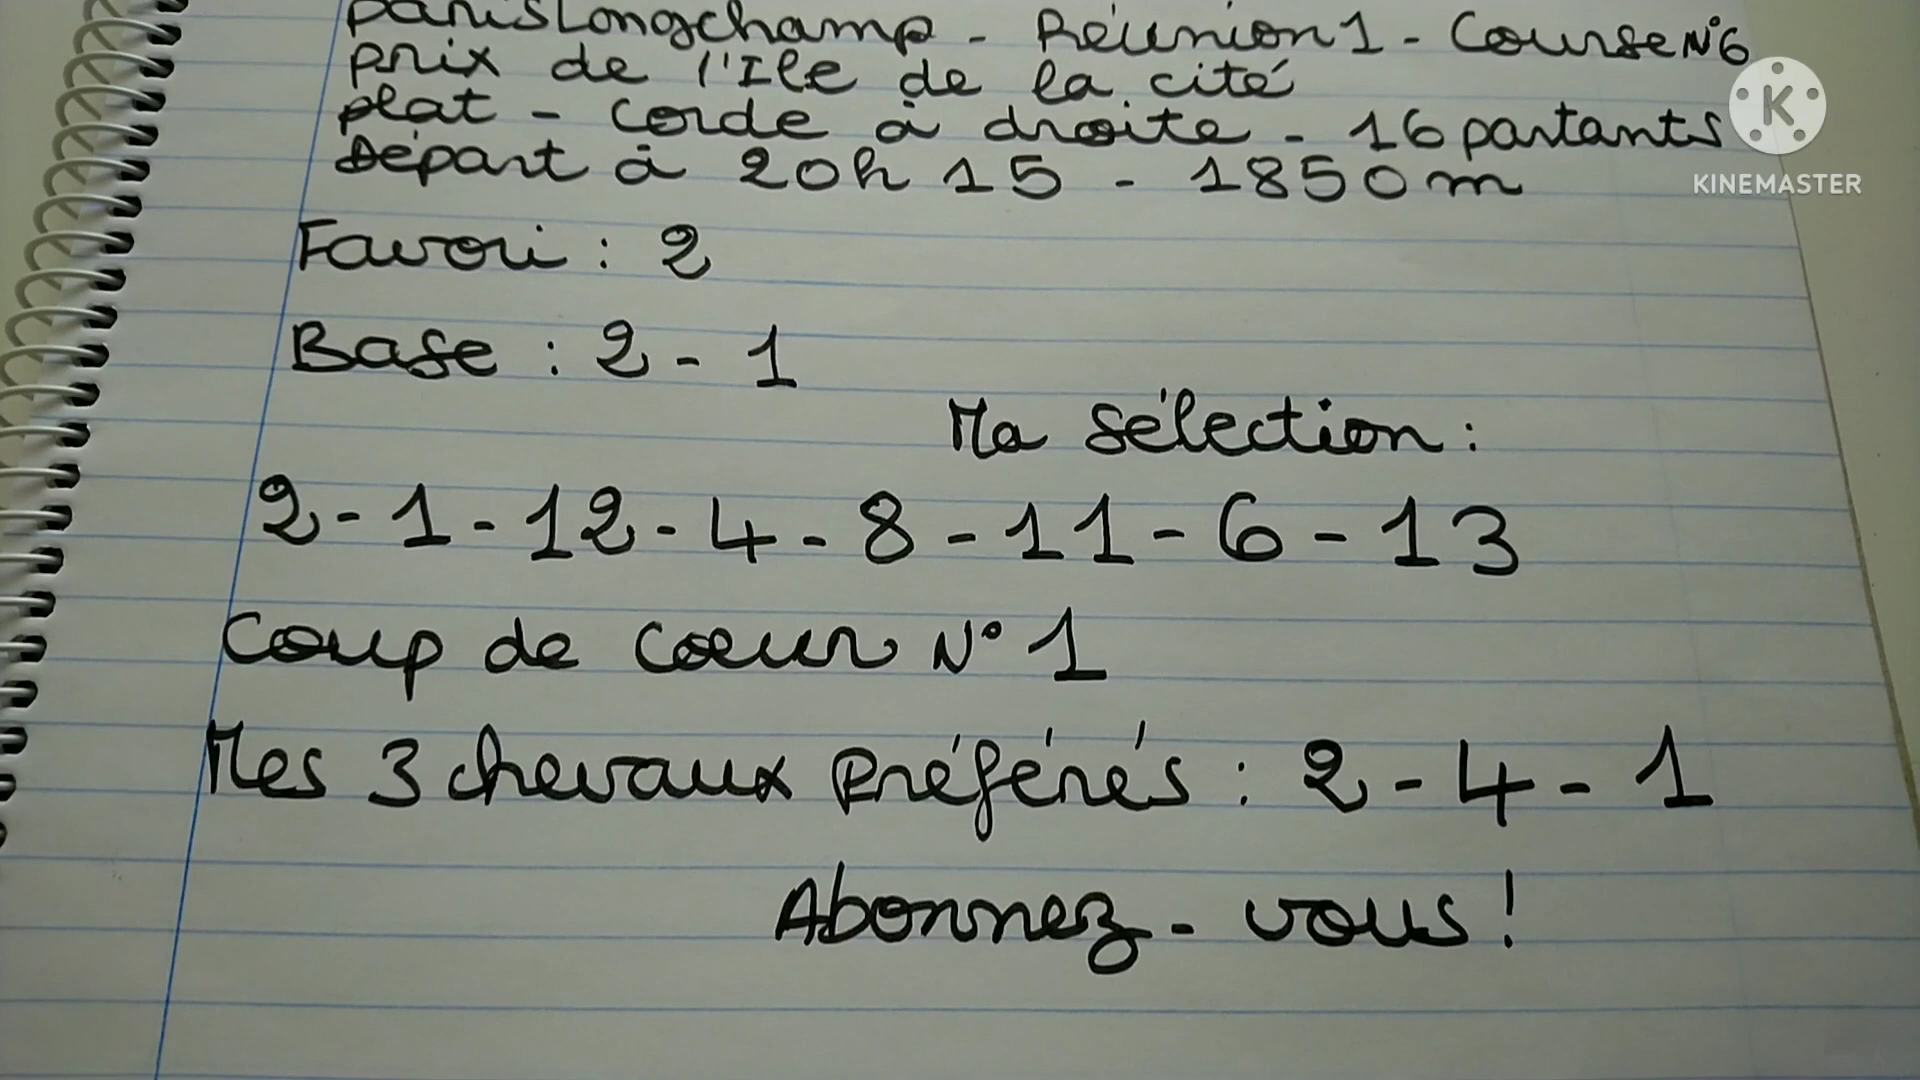 ParisLongchamp - Réunion 1 - Course N°6
prix de l'Ile de la cité
plat - corde à droite - 16 partants
Départ à 20h15 - 1850m
Favori : 2
Base : 2 - 1
Ma sélection :
2 - 1 - 12 - 4 - 8 - 11 - 6 - 13
Coup de cœur N° 1
Mes 3 chevaux préférés : 2 - 4 - 1
Abonnez - vous !
K
KINEMASTER